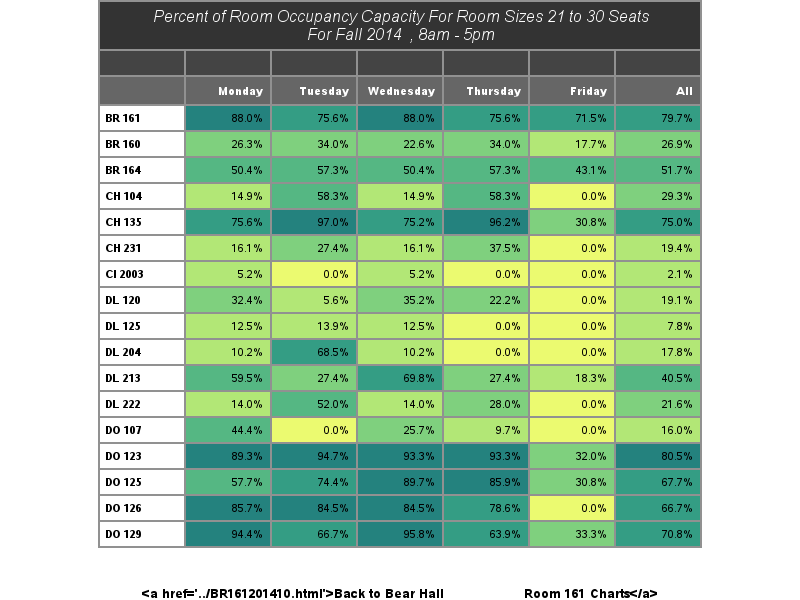 Percent of Room Occupancy Capacity For Room Sizes 21 to 30 Seats
For Fall 2014 , 8am - 5pm
Monday Tuesday Wednesday Thursday Friday All
BR 161 88.0% 75.6% 88.0% 75.6% 71.5% 79.7%
BR 160 26.3% 34.0% 22.6% 34.0% 17.7% 26.9%
BR 164 50.4% 57.3% 50.4% 57.3% 43.1% 51.7%
CH 104 14.9% 58.3% 14.9% 58.3% 0.0% 29.3%
CH 135 75.6% 97.0% 75.2% 96.2% 30.8% 75.0%
CH 231 16.1% 27.4% 16.1% 37.5% 0.0% 19.4%
CI 2003 5.2% 0.0% 5.2% 0.0% 0.0% 2.1%
DL 120 32.4% 5.6% 35.2% 22.2% 0.0% 19.1%
DL 125 12.5% 13.9% 12.5% 0.0% 0.0% 7.8%
DL 204 10.2% 68.5% 10.2% 0.0% 0.0% 17.8%
DL 213 59.5% 27.4% 69.8% 27.4% 18.3% 40.5%
DL 222 14.0% 52.0% 14.0% 28.0% 0.0% 21.6%
DO 107 44.4% 0.0% 25.7% 9.7% 0.0% 16.0%
DO 123 89.3% 94.7% 93.3% 93.3% 32.0% 80.5%
DO 125 57.7% 74.4% 89.7% 85.9% 30.8% 67.7%
DO 126 85.7% 84.5% 84.5% 78.6% 0.0% 66.7%
DO 129 94.4% 66.7% 95.8% 63.9% 33.3% 70.8%
<a href='../BR161201410.html'>Back to Bear Hall Room 161 Charts</a>